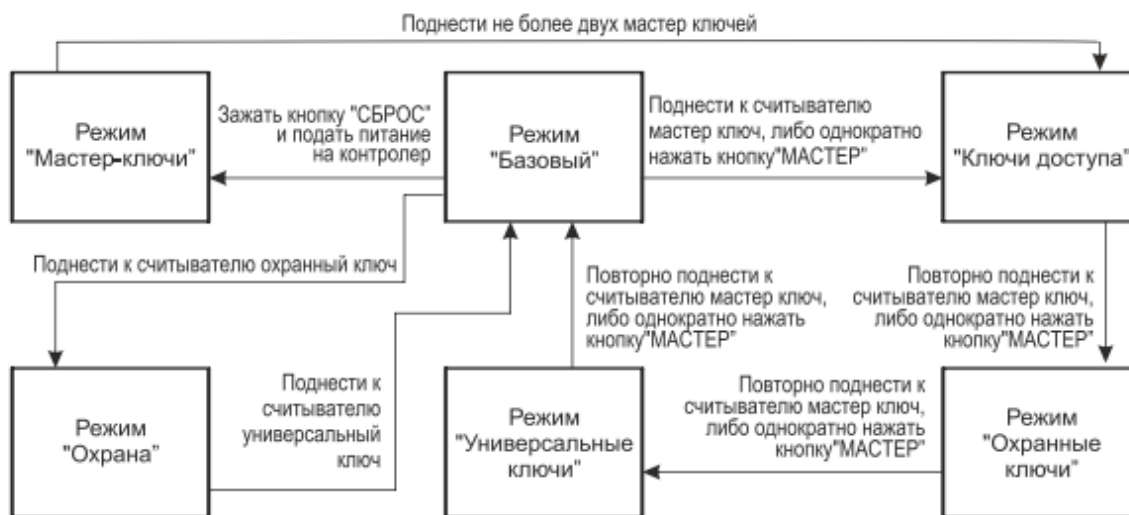 Поднести не более двух мастер ключей
Режим
"Мастер-ключи"
Зажать кнопку "СБРОС"
и подать питание
на контролер
Режим
"Базовый"
Поднести к считывателю
мастер ключ, либо однократно
нажать кнопку"МАСТЕР"
Режим
"Ключи доступа"
Поднести к считывателю охранный ключ
Повторно поднести к
считывателю мастер ключ,
либо однократно нажать
кнопку"МАСТЕР"
Повторно поднести к
считывателю мастер ключ,
либо однократно нажать
кнопку"МАСТЕР"
Режим
"Охрана"
Поднести к
считывателю
универсальный
ключ
Режим
"Универсальные
ключи"
Повторно поднести к
считывателю мастер ключ,
либо однократно нажать
кнопку"МАСТЕР"
Режим
"Охранные
ключи"